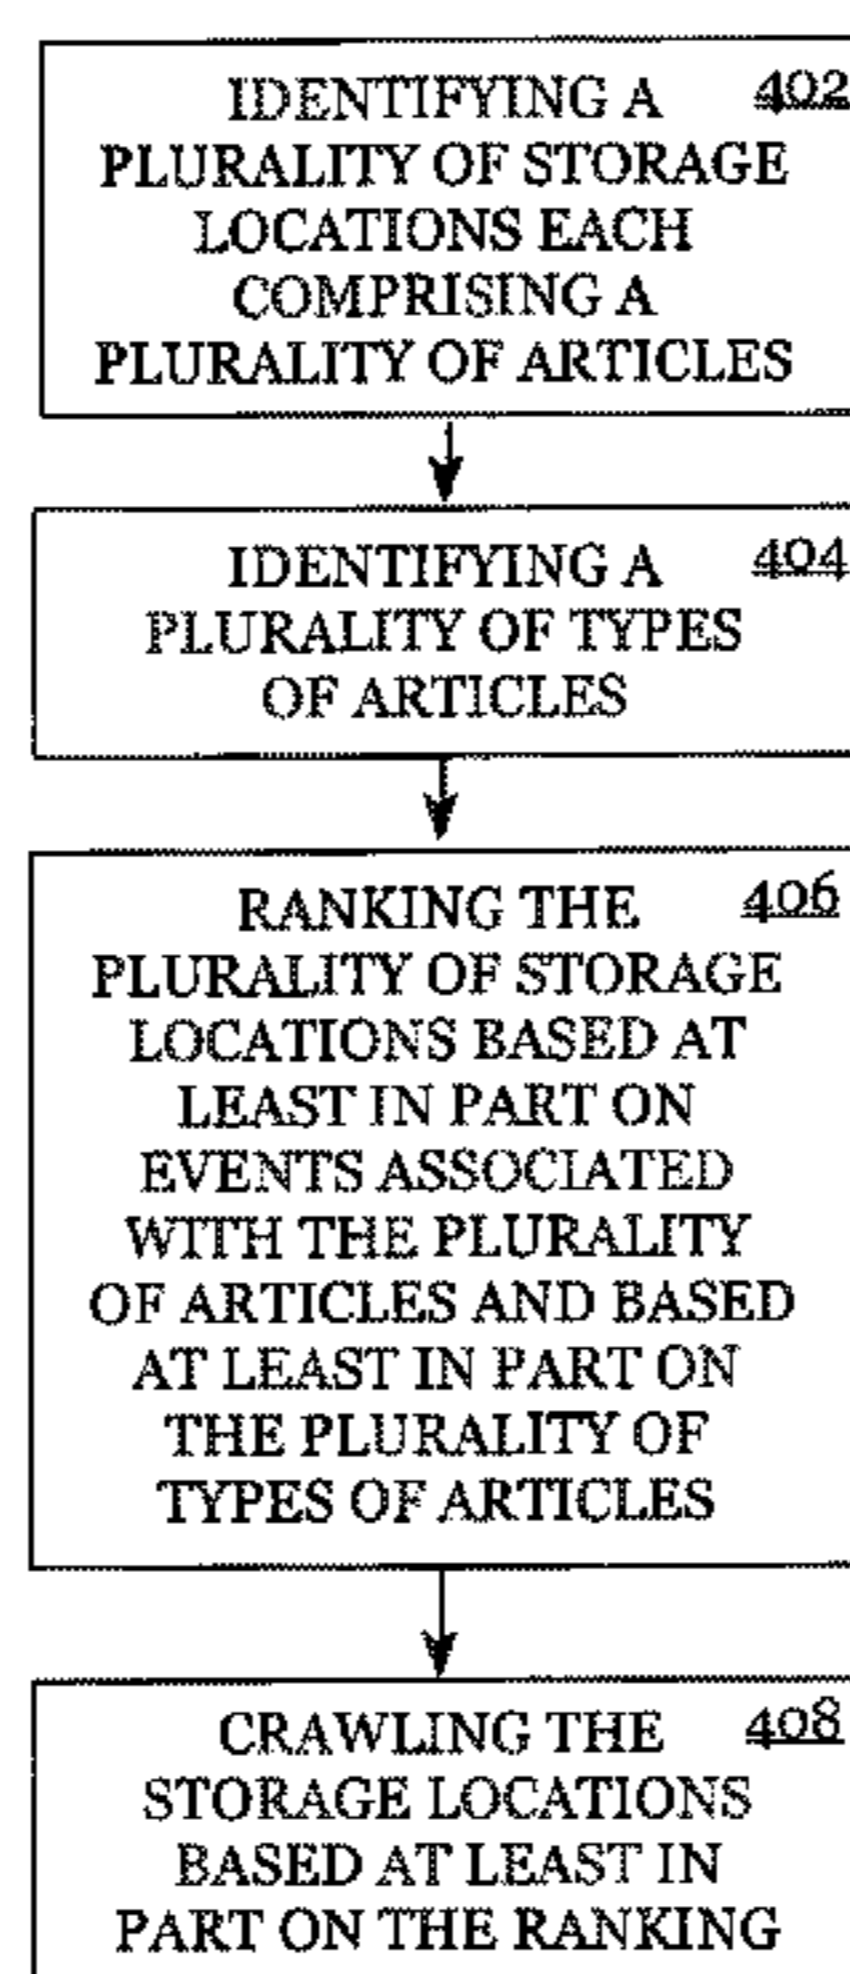 IDENTIFYING A 402
PLURALITY OF STORAGE
LOCATIONS EACH
COMPRISING A
PLURALITY OF ARTICLES
IDENTIFYING A 404
PLURALITY OF TYPES
OF ARTICLES
RANKING THE 406
PLURALITY OF STORAGE
LOCATIONS BASED AT
LEAST IN PART ON
EVENTS ASSOCIATED
WITH THE PLURALITY
OF ARTICLES AND BASED
AT LEAST IN PART ON
THE PLURALITY OF
TYPES OF ARTICLES
CRAWLING THE 408
STORAGE LOCATIONS
BASED AT LEAST IN
PART ON THE RANKING